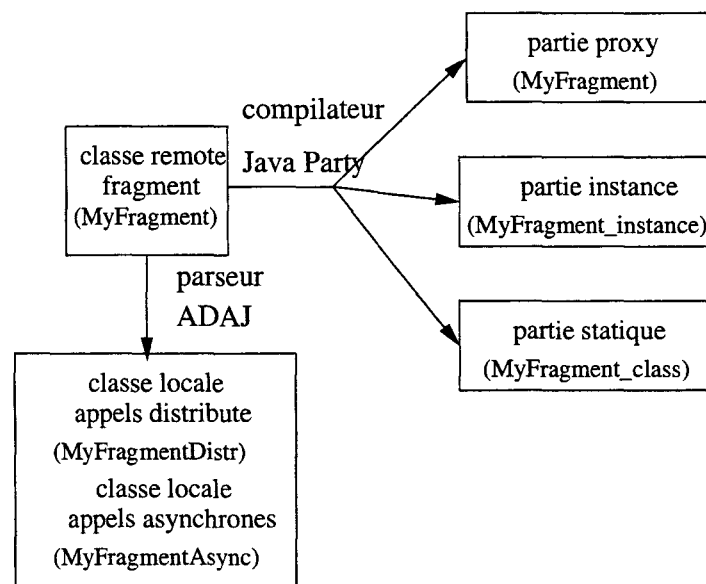 partie proxy
(MyFragment)
compilateur
Java Party
classe remote
fragment
(MyFragment)
partie instance
(MyFragment_instance)
parseur
ADAJ
partie statique
(MyFragment_class)
classe locale
appels distribute
(MyFragmentDistr)
classe locale
appels asynchrones
(MyFragmentAsync)